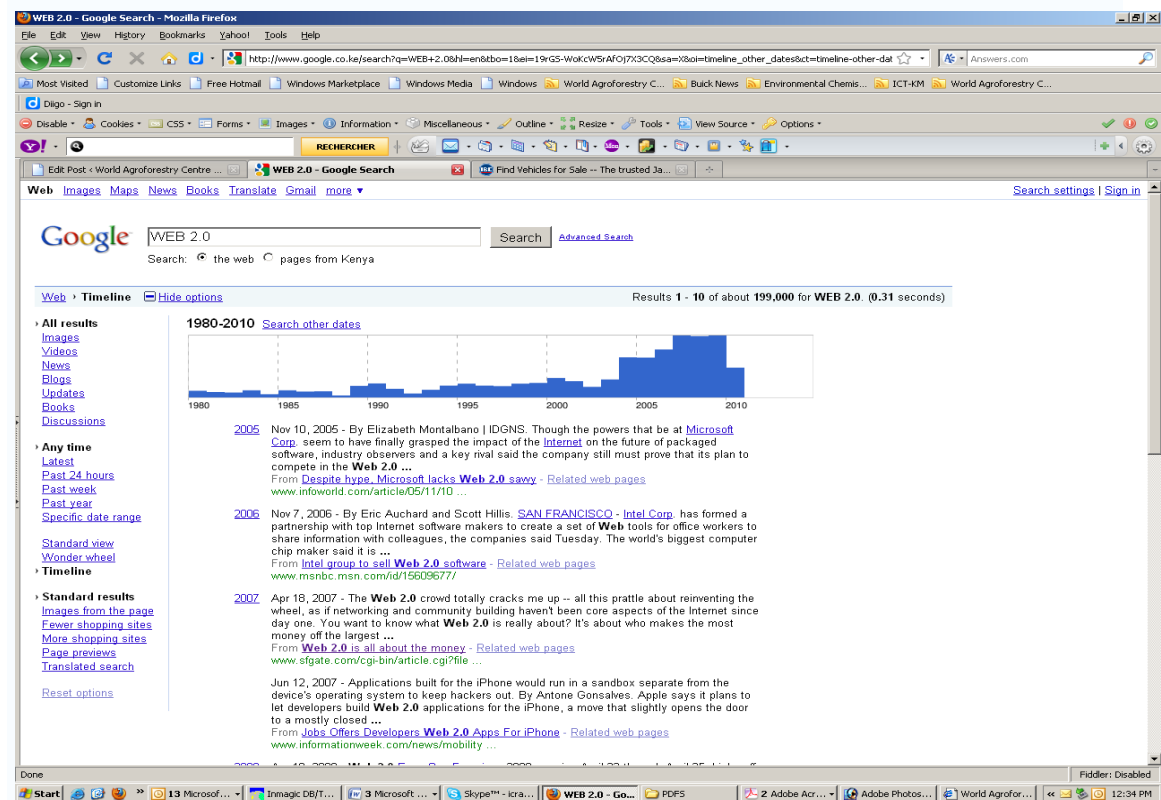 WEB 2.0 - Google Search - Mozilla Firefox
File Edit View History Bookmarks Yahoo! Tools Help
http://www.google.co.ke/search?q=WEB+2.0&hl=en&tbo=1&ei=19rGS-WoKcW5rAfOj7X3CQ&sa=X&oi=timeline_other_dates&ct=timeline-other-dat Answers.com
Most Visited Customize Links Free Hotmail Windows Marketplace Windows Media Windows World Agroforestry C... Buick News Environmental Chemis... ICT-KM World Agroforestry C...
Diigo - Sign in
Disable Cookies CSS Forms Images Information Miscellaneous Outline Resize Tools View Source Options
Y! RECHERCHER
Edit Post ‹ World Agroforestry Centre ... WEB 2.0 - Google Search Find Vehicles for Sale -- The trusted Ja...
Web Images Maps News Books Translate Gmail more ▼ Search settings | Sign in
Google WEB 2.0 Search Advanced Search
Search: the web pages from Kenya
Web › Timeline Hide options Results 1 - 10 of about 199,000 for WEB 2.0. (0.31 seconds)
› All results
Images
Videos
News
Blogs
Updates
Books
Discussions
› Any time
Latest
Past 24 hours
Past week
Past year
Specific date range
Standard view
Wonder wheel
› Timeline
› Standard results
Images from the page
Fewer shopping sites
More shopping sites
Page previews
Translated search
Reset options
1980-2010 Search other dates
1980 1985 1990 1995 2000 2005 2010
2005 Nov 10, 2005 - By Elizabeth Montalbano | IDGNS. Though the powers that be at Microsoft
Corp. seem to have finally grasped the impact of the Internet on the future of packaged
software, industry observers and a key rival said the company still must prove that its plan to
compete in the Web 2.0 ...
From Despite hype, Microsoft lacks Web 2.0 savvy - Related web pages
www.infoworld.com/article/05/11/10 ...
2006 Nov 7, 2006 - By Eric Auchard and Scott Hillis. SAN FRANCISCO - Intel Corp. has formed a
partnership with top Internet software makers to create a set of Web tools for office workers to
share information with colleagues, the companies said Tuesday. The world's biggest computer
chip maker said it is ...
From Intel group to sell Web 2.0 software - Related web pages
www.msnbc.msn.com/id/15609677/
2007 Apr 18, 2007 - The Web 2.0 crowd totally cracks me up -- all this prattle about reinventing the
wheel, as if networking and community building haven't been core aspects of the Internet since
day one. You want to know what Web 2.0 is really about? It's about who makes the most
money off the largest ...
From Web 2.0 is all about the money - Related web pages
www.sfgate.com/cgi-bin/article.cgi?file ...
Jun 12, 2007 - Applications built for the iPhone would run in a sandbox separate from the
device's operating system to keep hackers out. By Antone Gonsalves. Apple says it plans to
let developers build Web 2.0 applications for the iPhone, a move that slightly opens the door
to a mostly closed ...
From Jobs Offers Developers Web 2.0 Apps For iPhone - Related web pages
www.informationweek.com/news/mobility ...
Done Fiddler: Disabled
Start 13 Microsof... Inmagic DB/T... 3 Microsoft ... Skype™ - icra... WEB 2.0 - Go... PDFS 2 Adobe Acr... Adobe Photos... World Agrofor... 12:34 PM